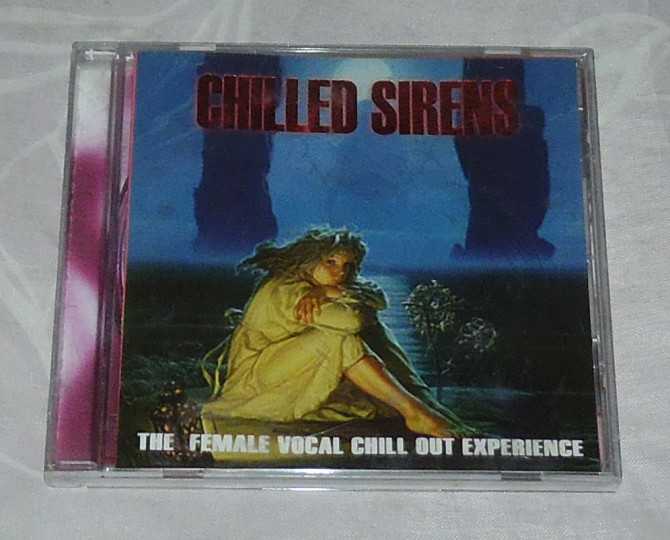 CHILLED SIRENS
THE FEMALE VOCAL CHILL OUT EXPERIENCE